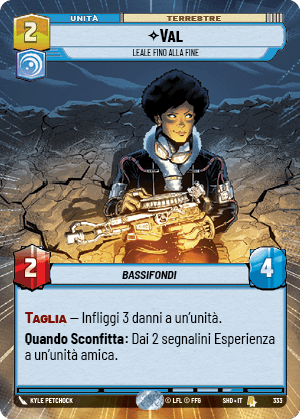 UNITÀ
TERRESTRE
2
✧VAL
LEALE FINO ALLA FINE
2
BASSIFONDI
4
TAGLIA – Infliggi 3 danni a un'unità.
Quando Sconfitta: Dai 2 segnalini Esperienza
a un'unità amica.
KYLE PETCHOCK
© LFL © FFG
SHD • IT
333